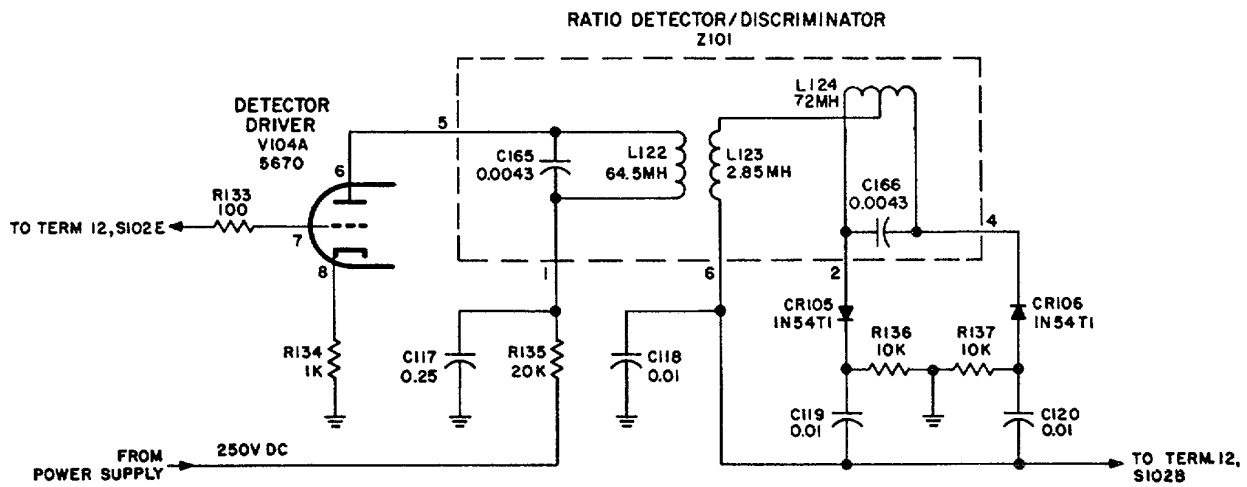 RATIO DETECTOR/DISCRIMINATOR
Z101
DETECTOR
DRIVER
V104A
5670
5
6
7
8
R133
100
TO TERM 12, S102E
C165
0.0043
L122
64.5MH
L123
2.85MH
L124
72MH
C166
0.0043
4
1
6
2
CR105
1N54T1
CR106
1N54T1
R134
1K
C117
0.25
R135
20K
C118
0.01
R136
10K
R137
10K
C119
0.01
C120
0.01
FROM
POWER SUPPLY
250V DC
TO TERM. 12,
S102B